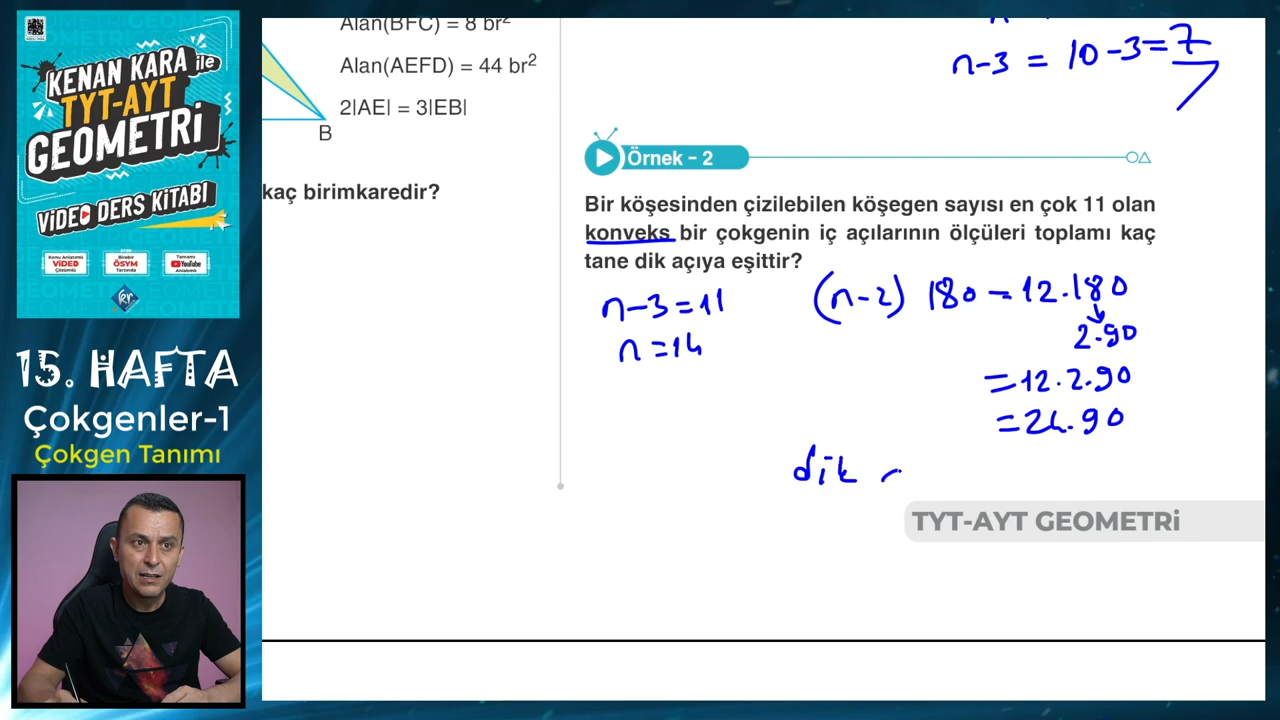 KENAN KARA ile
TYT-AYT
GEOMETRİ
VİDEO DERS KİTABI
Konu Anlatımlı
VİDEO
Çözümlü
Birebir
ÖSYM
Tarzında
Tamamı
YouTube
Anlatımlı
15. HAFTA
Çokgenler-1
Çokgen Tanımı
Alan(BFC) = 8 br²
Alan(AEFD) = 44 br²
2|AE| = 3|EB|
B
kaç birimkaredir?
n-3 = 10-3=7
Örnek - 2
Bir köşesinden çizilebilen köşegen sayısı en çok 11 olan
konveks bir çokgenin iç açılarının ölçüleri toplamı kaç
tane dik açıya eşittir?
n-3=11
n=14
(n-2) 180 = 12.180
2.90
=12.2.90
=24.90
dik
TYT-AYT GEOMETRİ